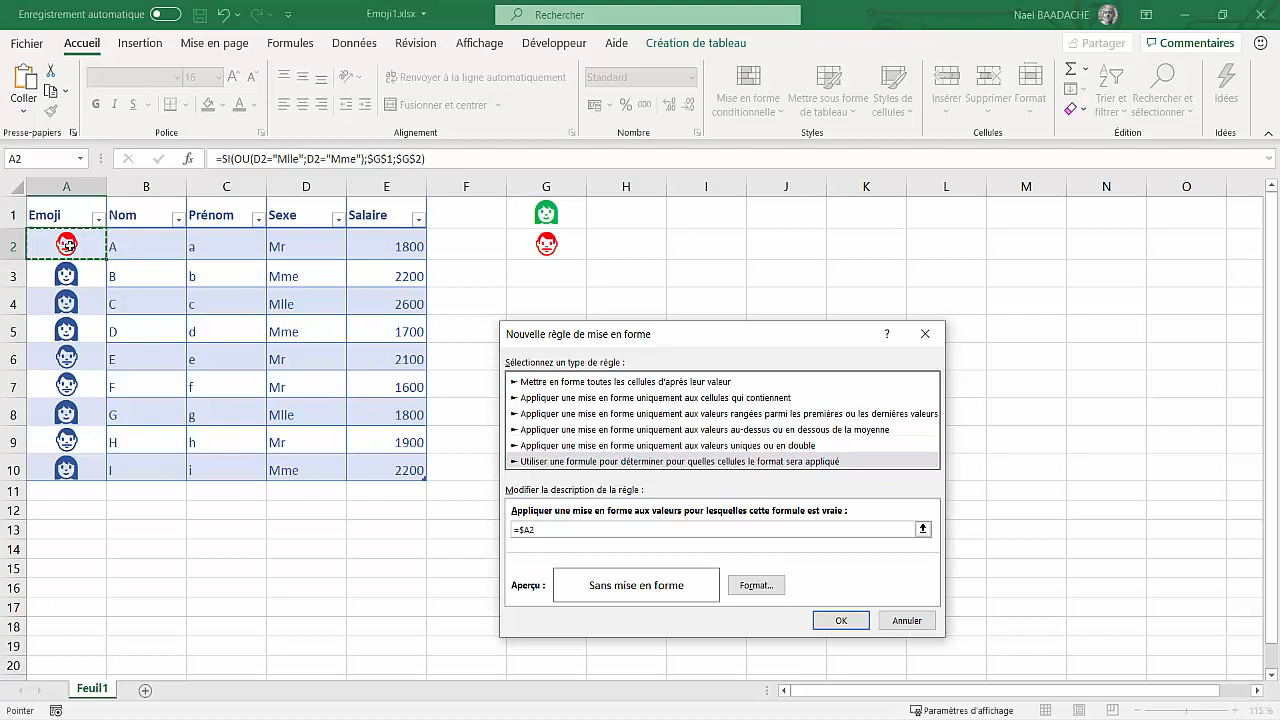 Enregistrement automatique
Emoji1.xlsx
Rechercher
Nael BAADACHE
Fichier Accueil Insertion Mise en page Formules Données Révision Affichage Développeur Aide Création de tableau
Partager Commentaires
Coller
16
Renvoyer à la ligne automatiquement
Fusionner et centrer
Standard
Mise en forme conditionnelle
Mettre sous forme de tableau
Styles de cellules
Insérer Supprimer Format
Trier et filtrer
Rechercher et sélectionner
Idées
Presse-papiers Police Alignement Nombre Styles Cellules Édition Idées
A2 fx =SI(OU(D2="Mlle";D2="Mme");$G$1;$G$2)
A B C D E F G H I J K L M N O
1 Emoji Nom Prénom Sexe Salaire
2 A a Mr 1800
3 B b Mme 2200
4 C c Mlle 2600
5 D d Mme 1700
6 E e Mr 2100
7 F f Mr 1600
8 G g Mlle 1800
9 H h Mr 1900
10 I i Mme 2200
11
12
13
14
15
16
17
18
19
20
Nouvelle règle de mise en forme ?
Sélectionnez un type de règle :
► Mettre en forme toutes les cellules d'après leur valeur
► Appliquer une mise en forme uniquement aux cellules qui contiennent
► Appliquer une mise en forme uniquement aux valeurs rangées parmi les premières ou les dernières valeurs
► Appliquer une mise en forme uniquement aux valeurs au-dessus ou en dessous de la moyenne
► Appliquer une mise en forme uniquement aux valeurs uniques ou en double
► Utiliser une formule pour déterminer pour quelles cellules le format sera appliqué
Modifier la description de la règle :
Appliquer une mise en forme aux valeurs pour lesquelles cette formule est vraie :
=$A2
Aperçu : Sans mise en forme Format...
OK Annuler
Feuil1
Pointer Paramètres d'affichage 115 %